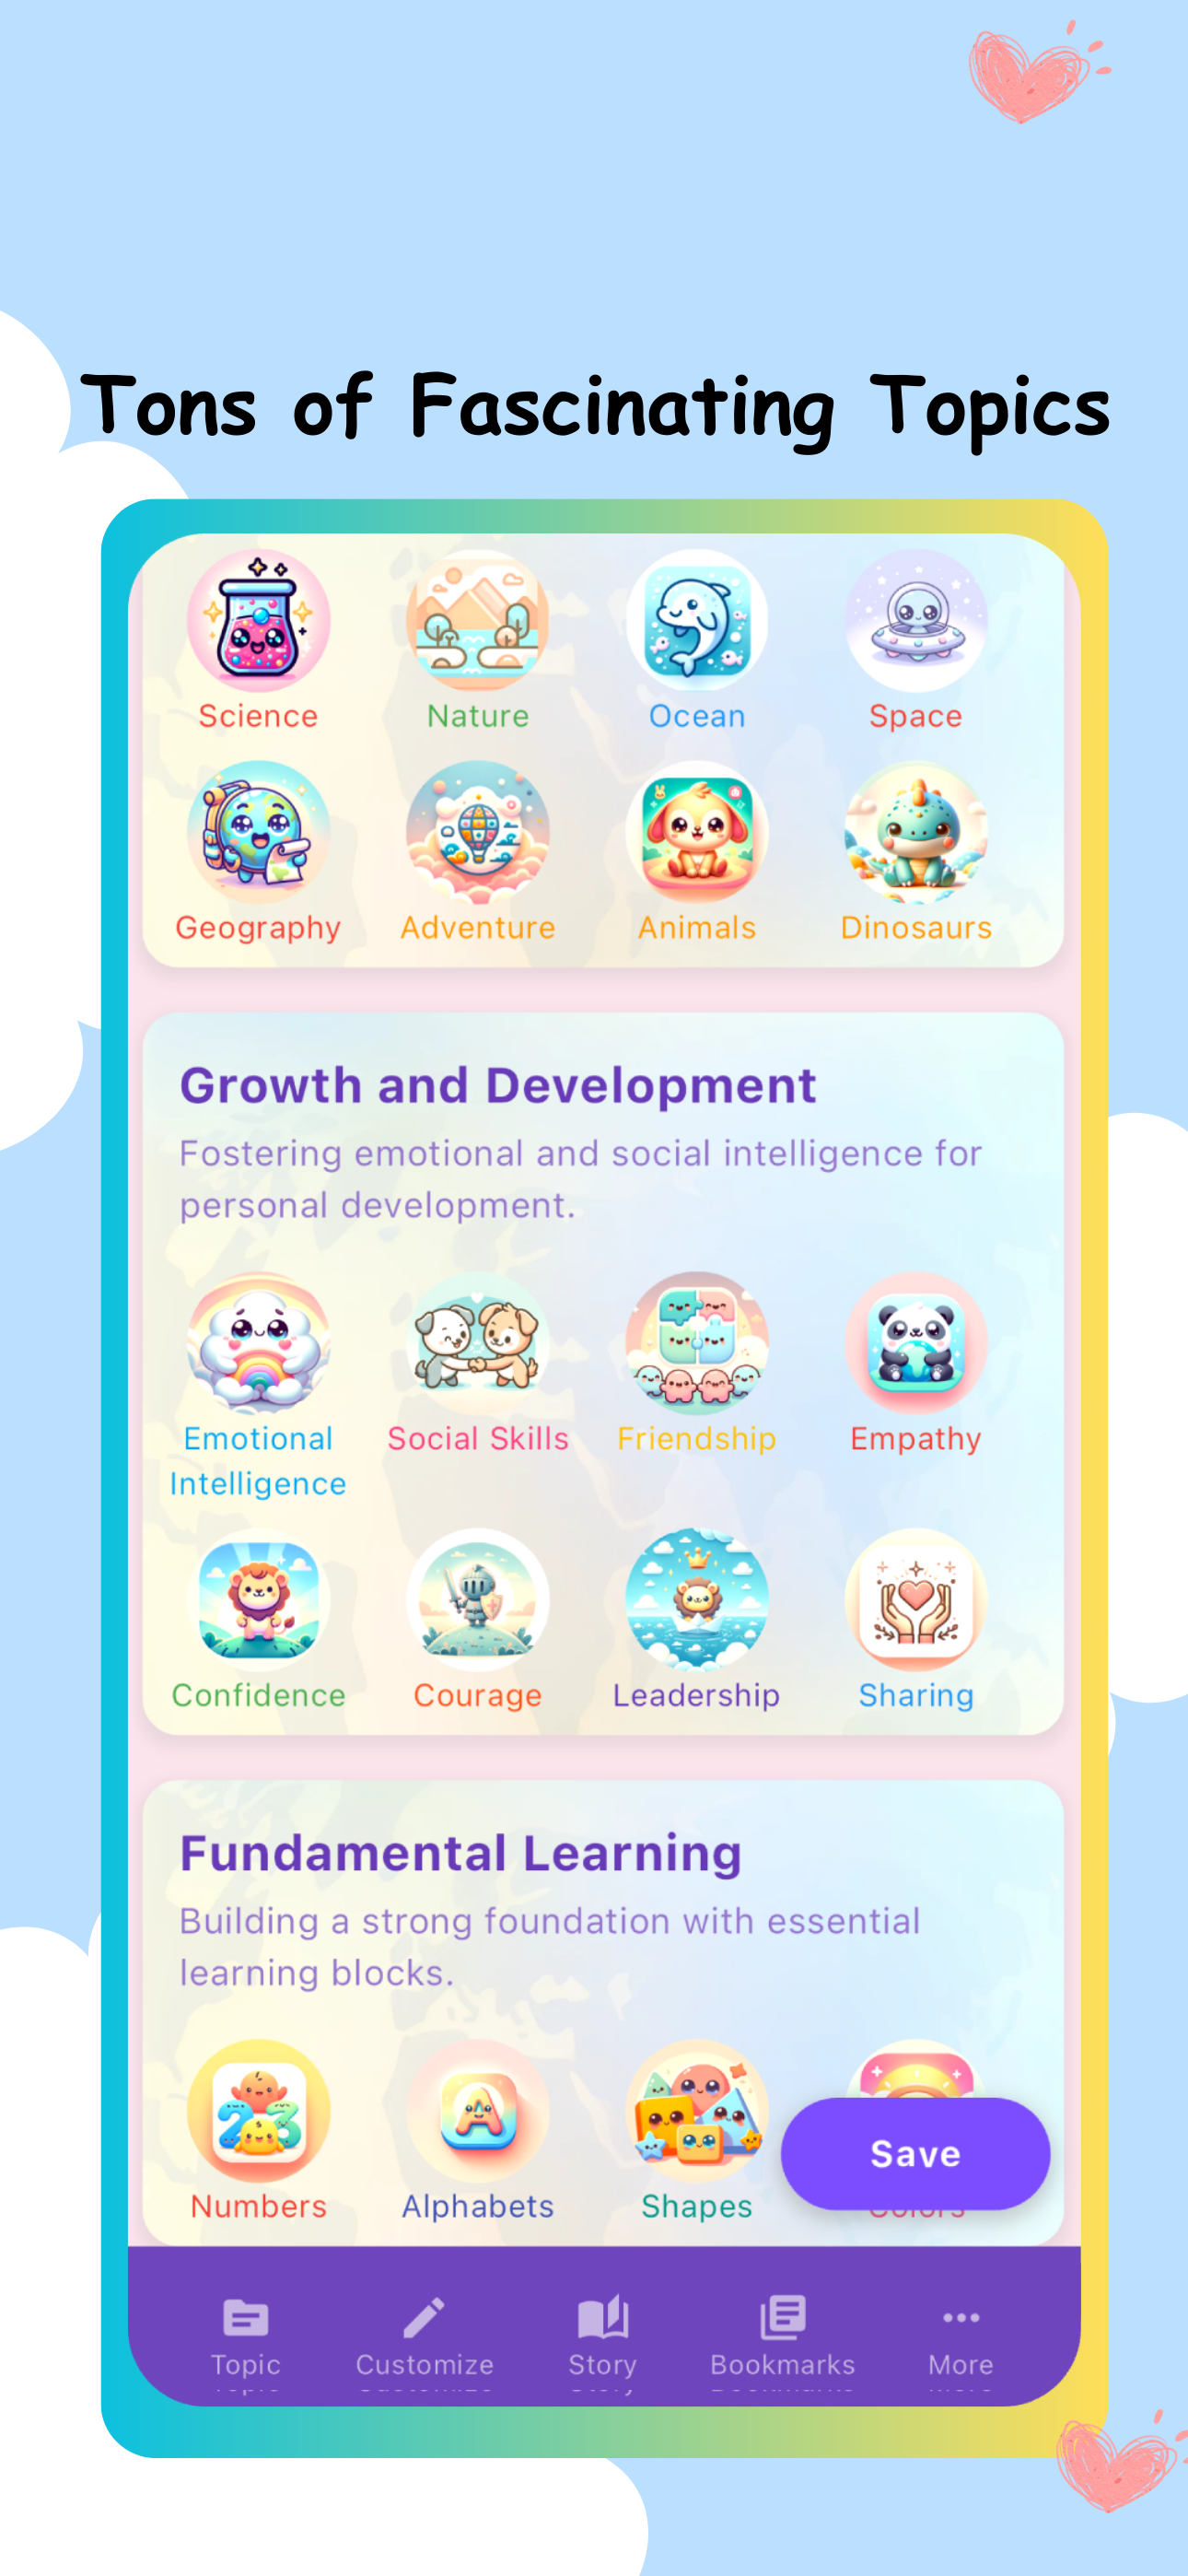 Tons of Fascinating Topics
Science Nature Ocean Space
Geography Adventure Animals Dinosaurs
Growth and Development
Fostering emotional and social intelligence for
personal development.
Emotional Social Skills Friendship Empathy
Intelligence
Confidence Courage Leadership Sharing
Fundamental Learning
Building a strong foundation with essential
learning blocks.
23
A
Save
Numbers Alphabets Shapes Colors
Topic Customize Story Bookmarks More